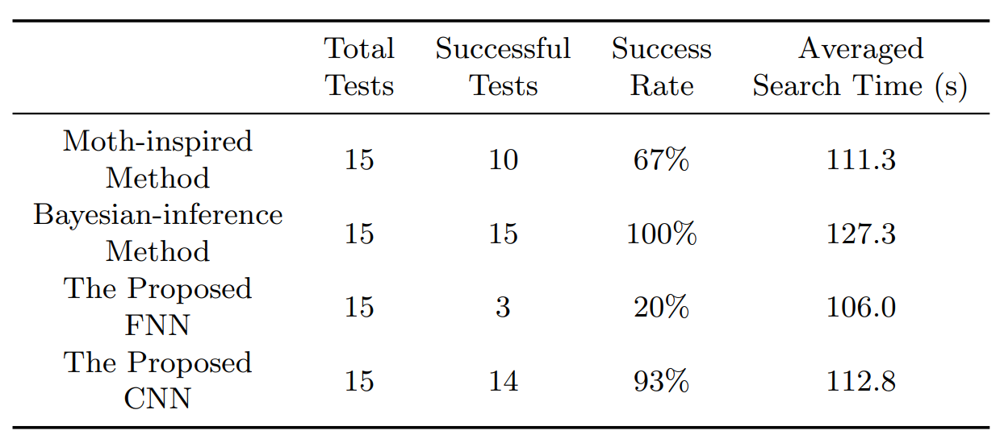 Total Successful Success Averaged
Tests Tests Rate Search Time (s)
Moth-inspired
Method 15 10 67% 111.3
Bayesian-inference
Method 15 15 100% 127.3
The Proposed
FNN 15 3 20% 106.0
The Proposed
CNN 15 14 93% 112.8